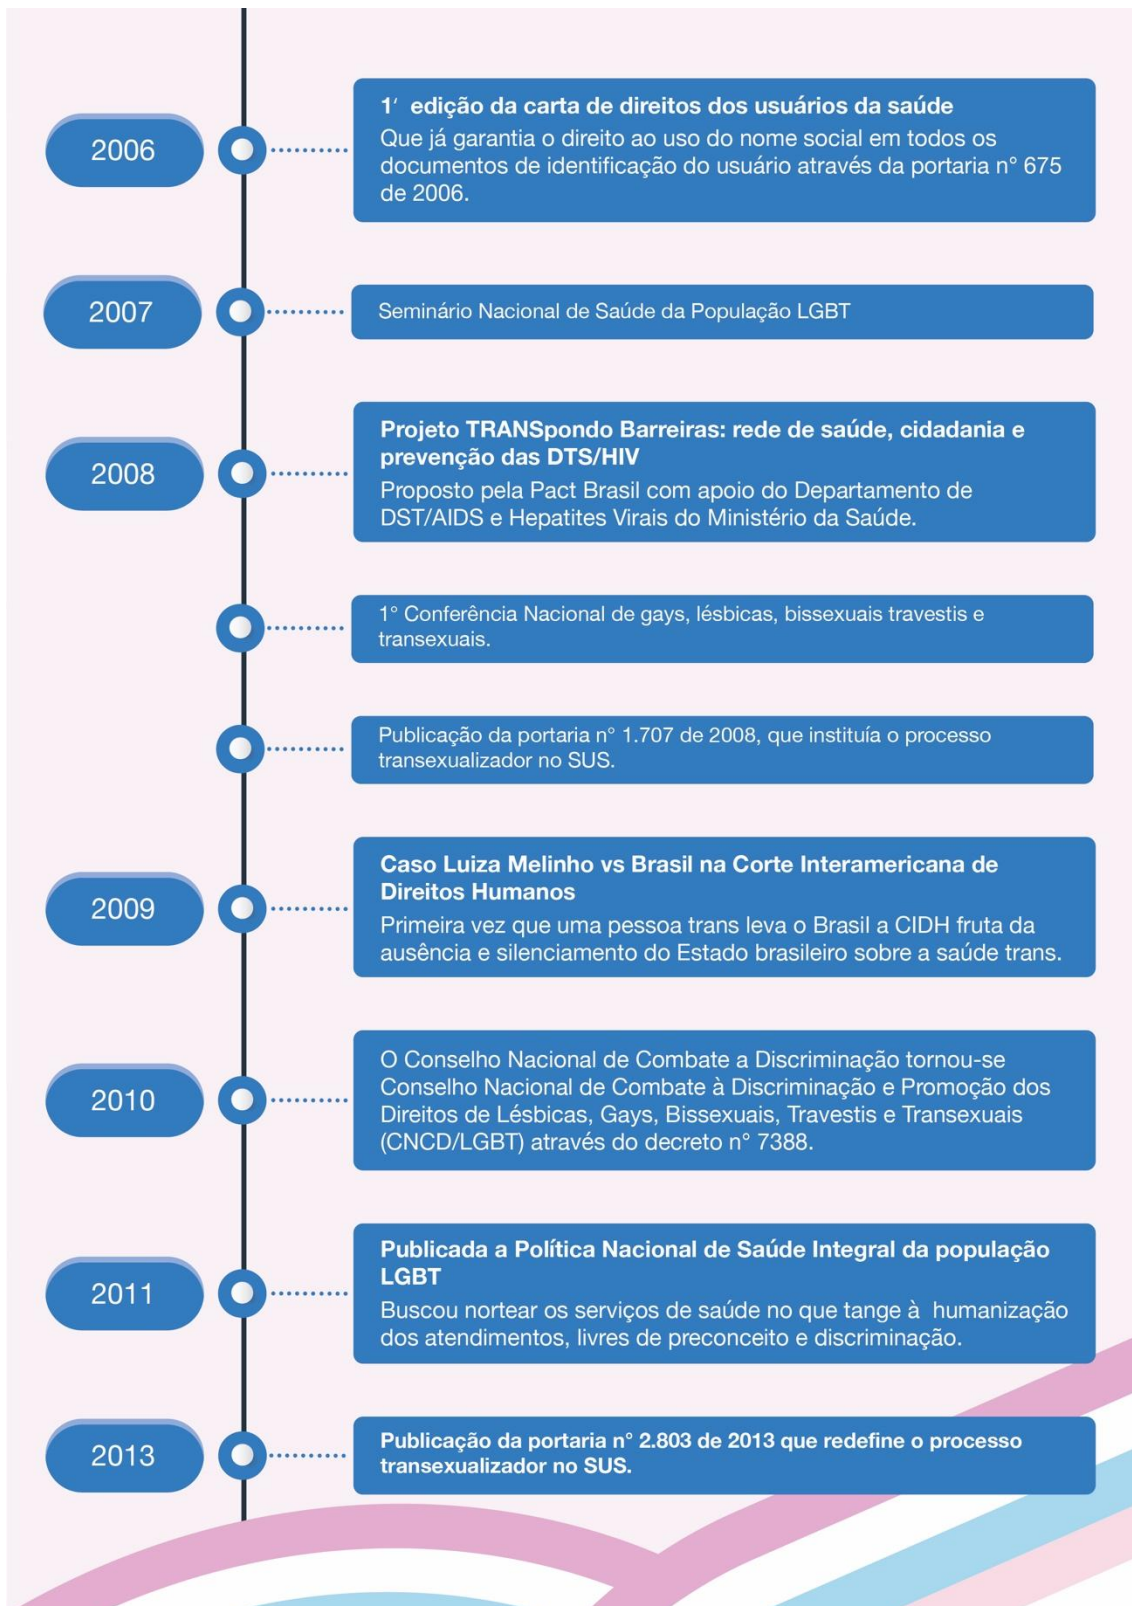 2006
1′ edição da carta de direitos dos usuários da saúde
Que já garantia o direito ao uso do nome social em todos os
documentos de identificação do usuário através da portaria n° 675
de 2006.
2007
Seminário Nacional de Saúde da População LGBT
2008
Projeto TRANSpondo Barreiras: rede de saúde, cidadania e
prevenção das DTS/HIV
Proposto pela Pact Brasil com apoio do Departamento de
DST/AIDS e Hepatites Virais do Ministério da Saúde.
1° Conferência Nacional de gays, lésbicas, bissexuais travestis e
transexuais.
Publicação da portaria n° 1.707 de 2008, que instituía o processo
transexualizador no SUS.
2009
Caso Luiza Melinho vs Brasil na Corte Interamericana de
Direitos Humanos
Primeira vez que uma pessoa trans leva o Brasil a CIDH fruta da
ausência e silenciamento do Estado brasileiro sobre a saúde trans.
2010
O Conselho Nacional de Combate a Discriminação tornou-se
Conselho Nacional de Combate à Discriminação e Promoção dos
Direitos de Lésbicas, Gays, Bissexuais, Travestis e Transexuais
(CNCD/LGBT) através do decreto n° 7388.
2011
Publicada a Política Nacional de Saúde Integral da população
LGBT
Buscou nortear os serviços de saúde no que tange à humanização
dos atendimentos, livres de preconceito e discriminação.
2013
Publicação da portaria n° 2.803 de 2013 que redefine o processo
transexualizador no SUS.